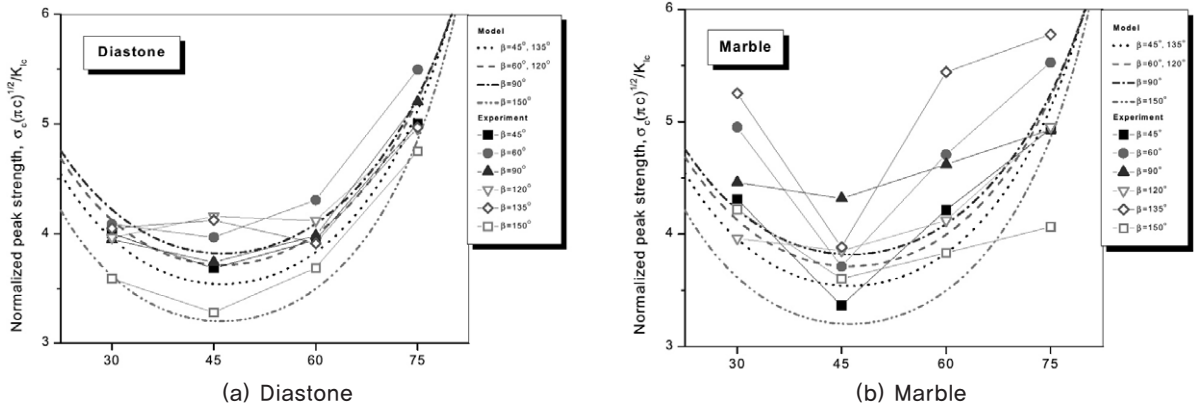 6
5
4
3
Normalized peak strength, σc(πc)^1/2/KIc
Diastone
Model
β=45°, 135°
β=60°, 120°
β=90°
β=150°
Experiment
β=45°
β=60°
β=90°
β=120°
β=135°
β=150°
30 45 60 75
(a) Diastone
6
5
4
3
Normalized peak strength, σc(πc)^1/2/KIc
Marble
Model
β=45°, 135°
β=60°, 120°
β=90°
β=150°
Experiment
β=45°
β=60°
β=90°
β=120°
β=135°
β=150°
30 45 60 75
(b) Marble